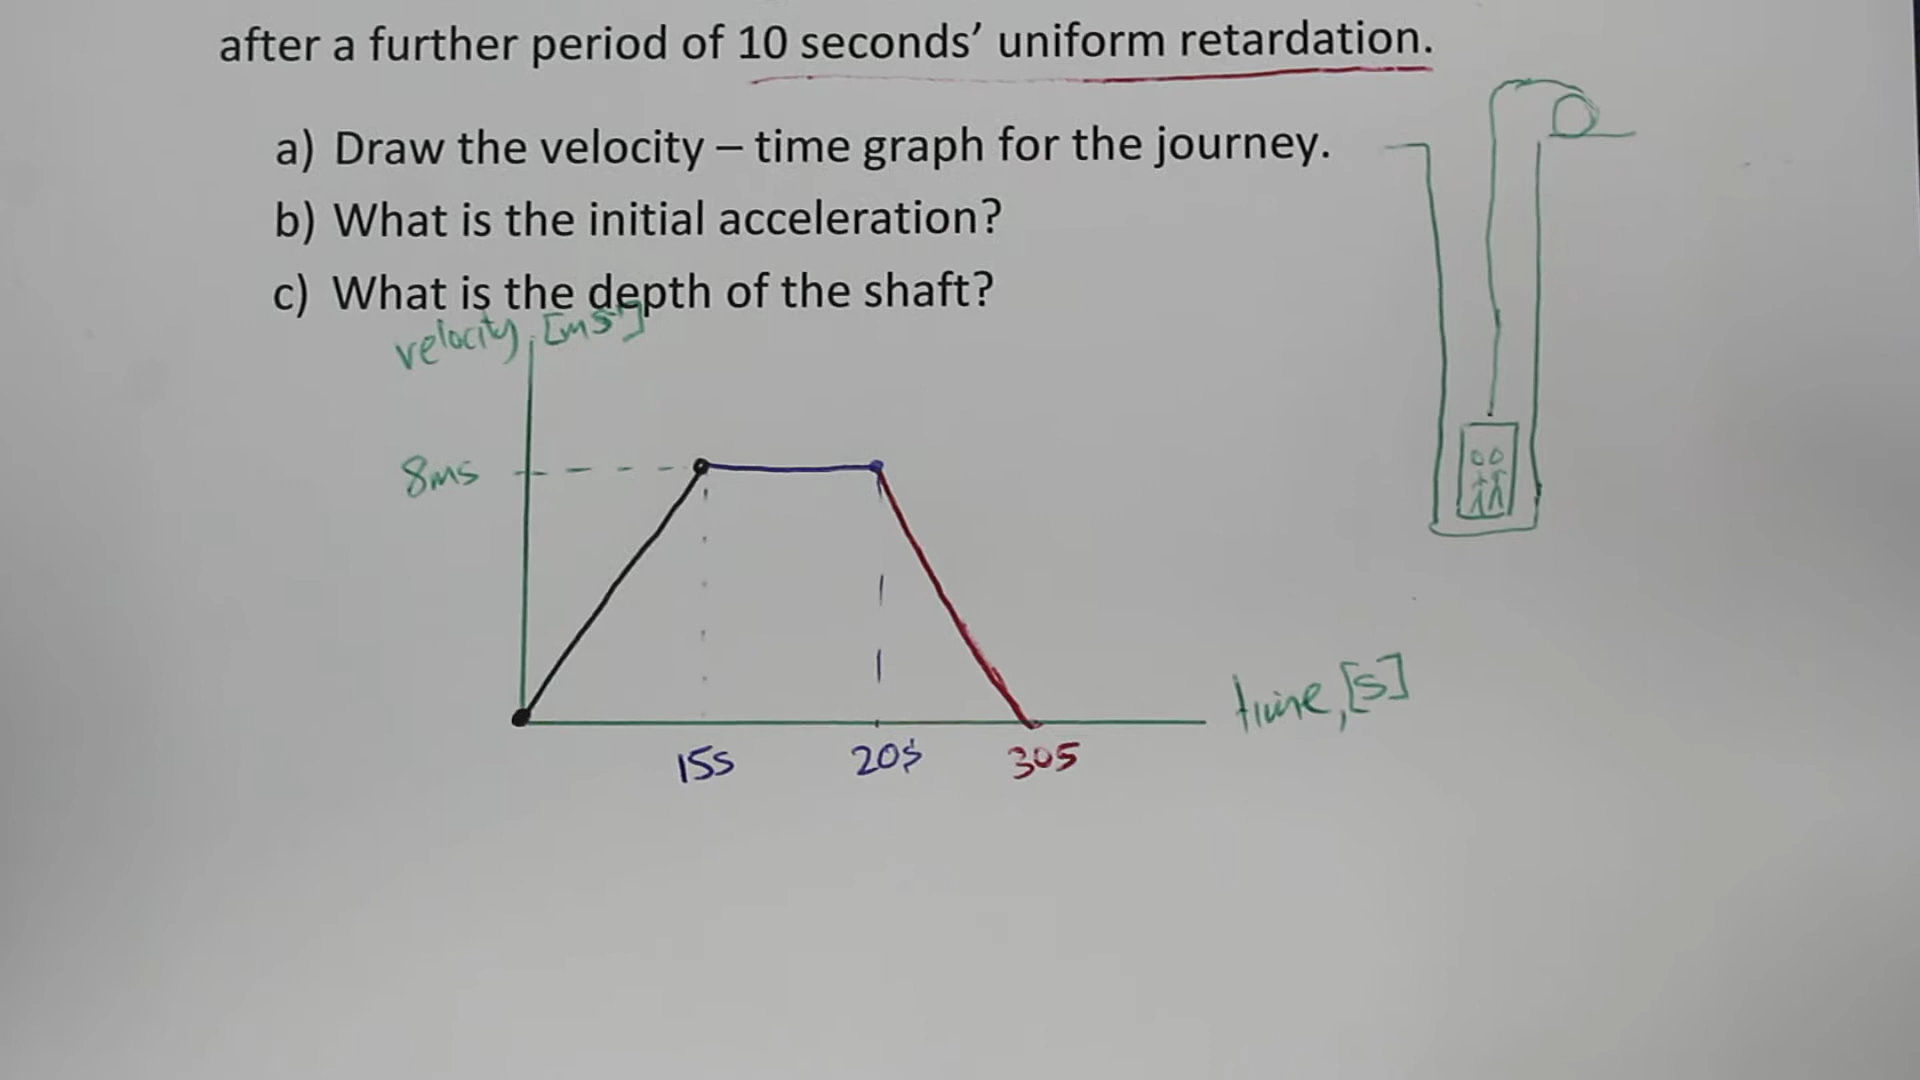 after a further period of 10 seconds’ uniform retardation.
a) Draw the velocity – time graph for the journey.
b) What is the initial acceleration?
c) What is the depth of the shaft?
velocity, [ms⁻¹]
8ms
time, [s]
15s 20s 30s